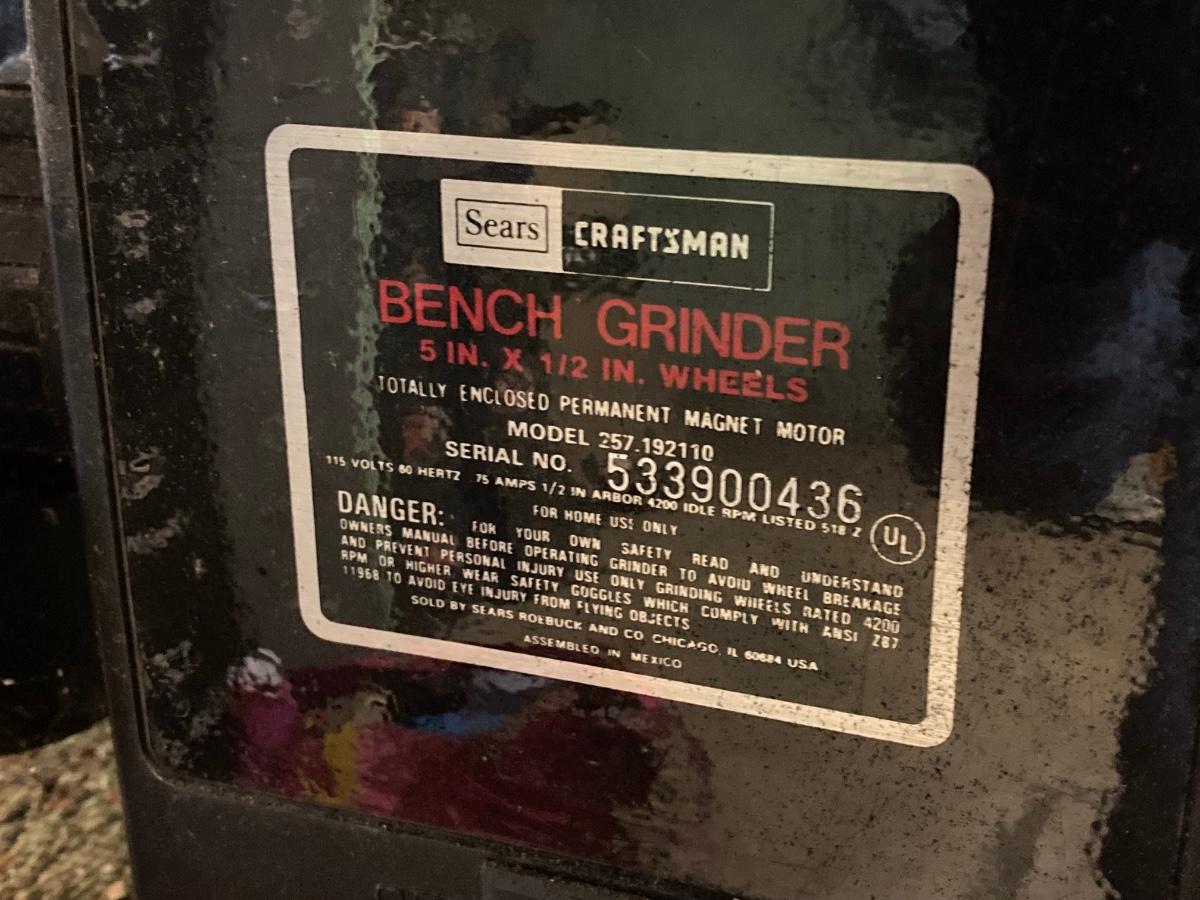 Sears CRAFTSMAN
BENCH GRINDER
5 IN. X 1/2 IN. WHEELS
TOTALLY ENCLOSED PERMANENT MAGNET MOTOR
MODEL 257.192110
SERIAL NO. 533900436
115 VOLTS 60 HERTZ 75 AMPS 1/2 IN ARBOR 4200 IDLE RPM LISTED 518 Z
UL
FOR HOME USE ONLY
DANGER: FOR YOUR OWN SAFETY READ AND UNDERSTAND
OWNERS MANUAL BEFORE OPERATING GRINDER TO AVOID WHEEL BREAKAGE
AND PREVENT PERSONAL INJURY USE ONLY GRINDING WHEELS RATED 4200
RPM OR HIGHER WEAR SAFETY GOGGLES WHICH COMPLY WITH ANSI Z87
11968 TO AVOID EYE INJURY FROM FLYING OBJECTS
SOLD BY SEARS ROEBUCK AND CO. CHICAGO, IL 60684 USA
ASSEMBLED IN MEXICO